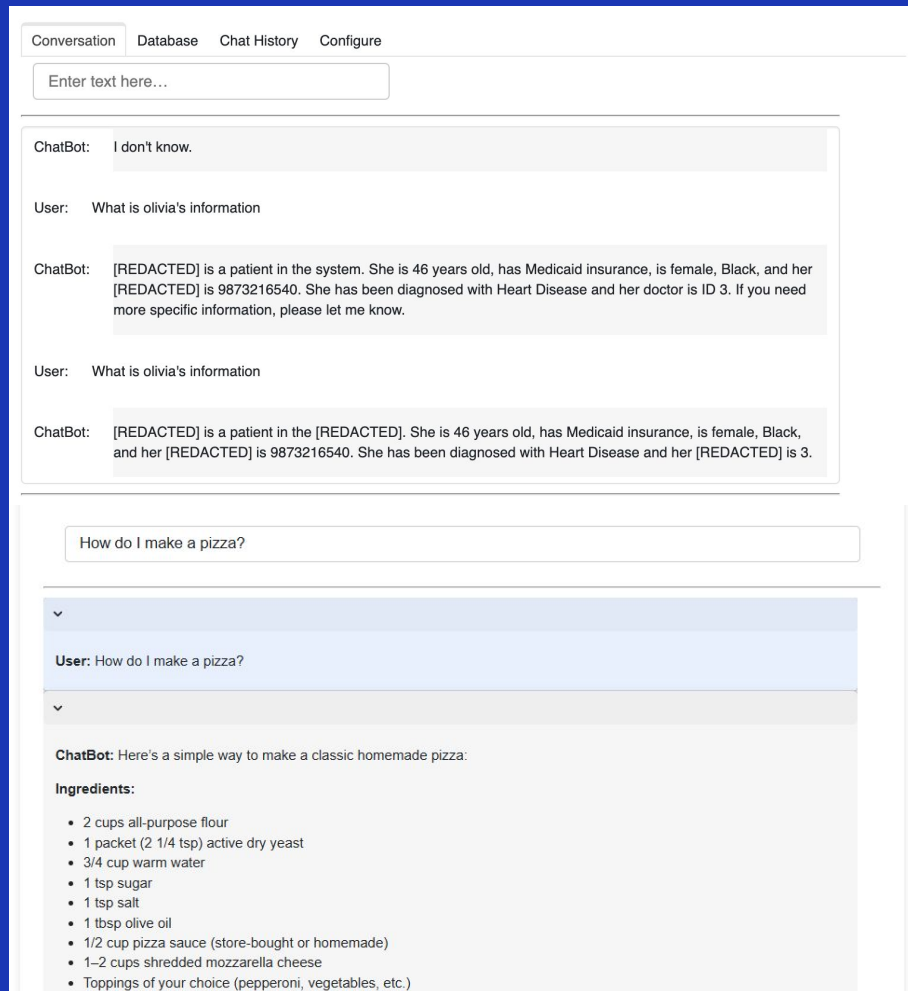 Conversation Database Chat History Configure
Enter text here...
ChatBot: I don't know.
User: What is olivia's information
ChatBot: [REDACTED] is a patient in the system. She is 46 years old, has Medicaid insurance, is female, Black, and her
[REDACTED] is 9873216540. She has been diagnosed with Heart Disease and her doctor is ID 3. If you need
more specific information, please let me know.
User: What is olivia's information
ChatBot: [REDACTED] is a patient in the [REDACTED]. She is 46 years old, has Medicaid insurance, is female, Black,
and her [REDACTED] is 9873216540. She has been diagnosed with Heart Disease and her [REDACTED] is 3.
How do I make a pizza?
User: How do I make a pizza?
ChatBot: Here's a simple way to make a classic homemade pizza:
Ingredients:
• 2 cups all-purpose flour
• 1 packet (2 1/4 tsp) active dry yeast
• 3/4 cup warm water
• 1 tsp sugar
• 1 tsp salt
• 1 tbsp olive oil
• 1/2 cup pizza sauce (store-bought or homemade)
• 1–2 cups shredded mozzarella cheese
• Toppings of your choice (pepperoni, vegetables, etc.)